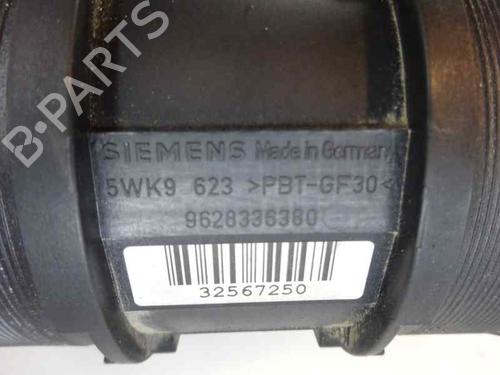 B-PARTS
SIEMENS Made in Germany
5WK9 623 >PBT-GF30<
9628336380
32567250